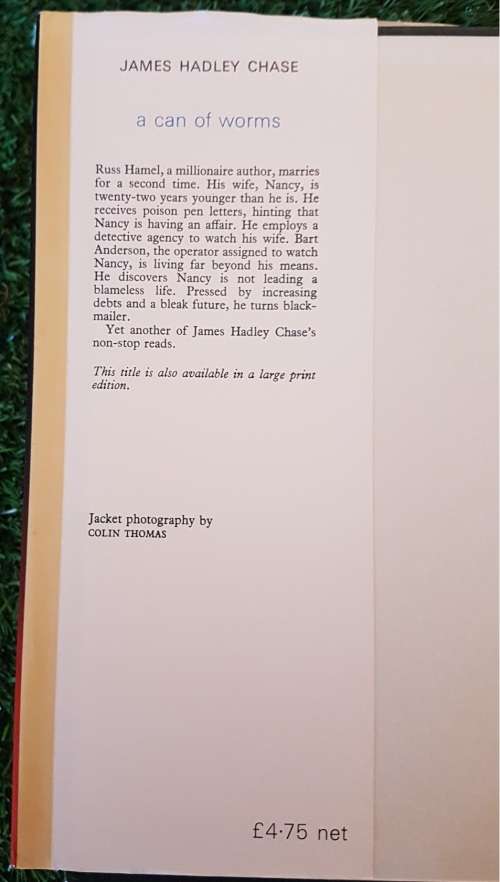 JAMES HADLEY CHASE
a can of worms
Russ Hamel, a millionaire author, marries
for a second time. His wife, Nancy, is
twenty-two years younger than he is. He
receives poison pen letters, hinting that
Nancy is having an affair. He employs a
detective agency to watch his wife. Bart
Anderson, the operator assigned to watch
Nancy, is living far beyond his means.
He discovers Nancy is not leading a
blameless life. Pressed by increasing
debts and a bleak future, he turns black-
mailer.
Yet another of James Hadley Chase's
non-stop reads.
This title is also available in a large print
edition.
Jacket photography by
COLIN THOMAS
£4·75 net